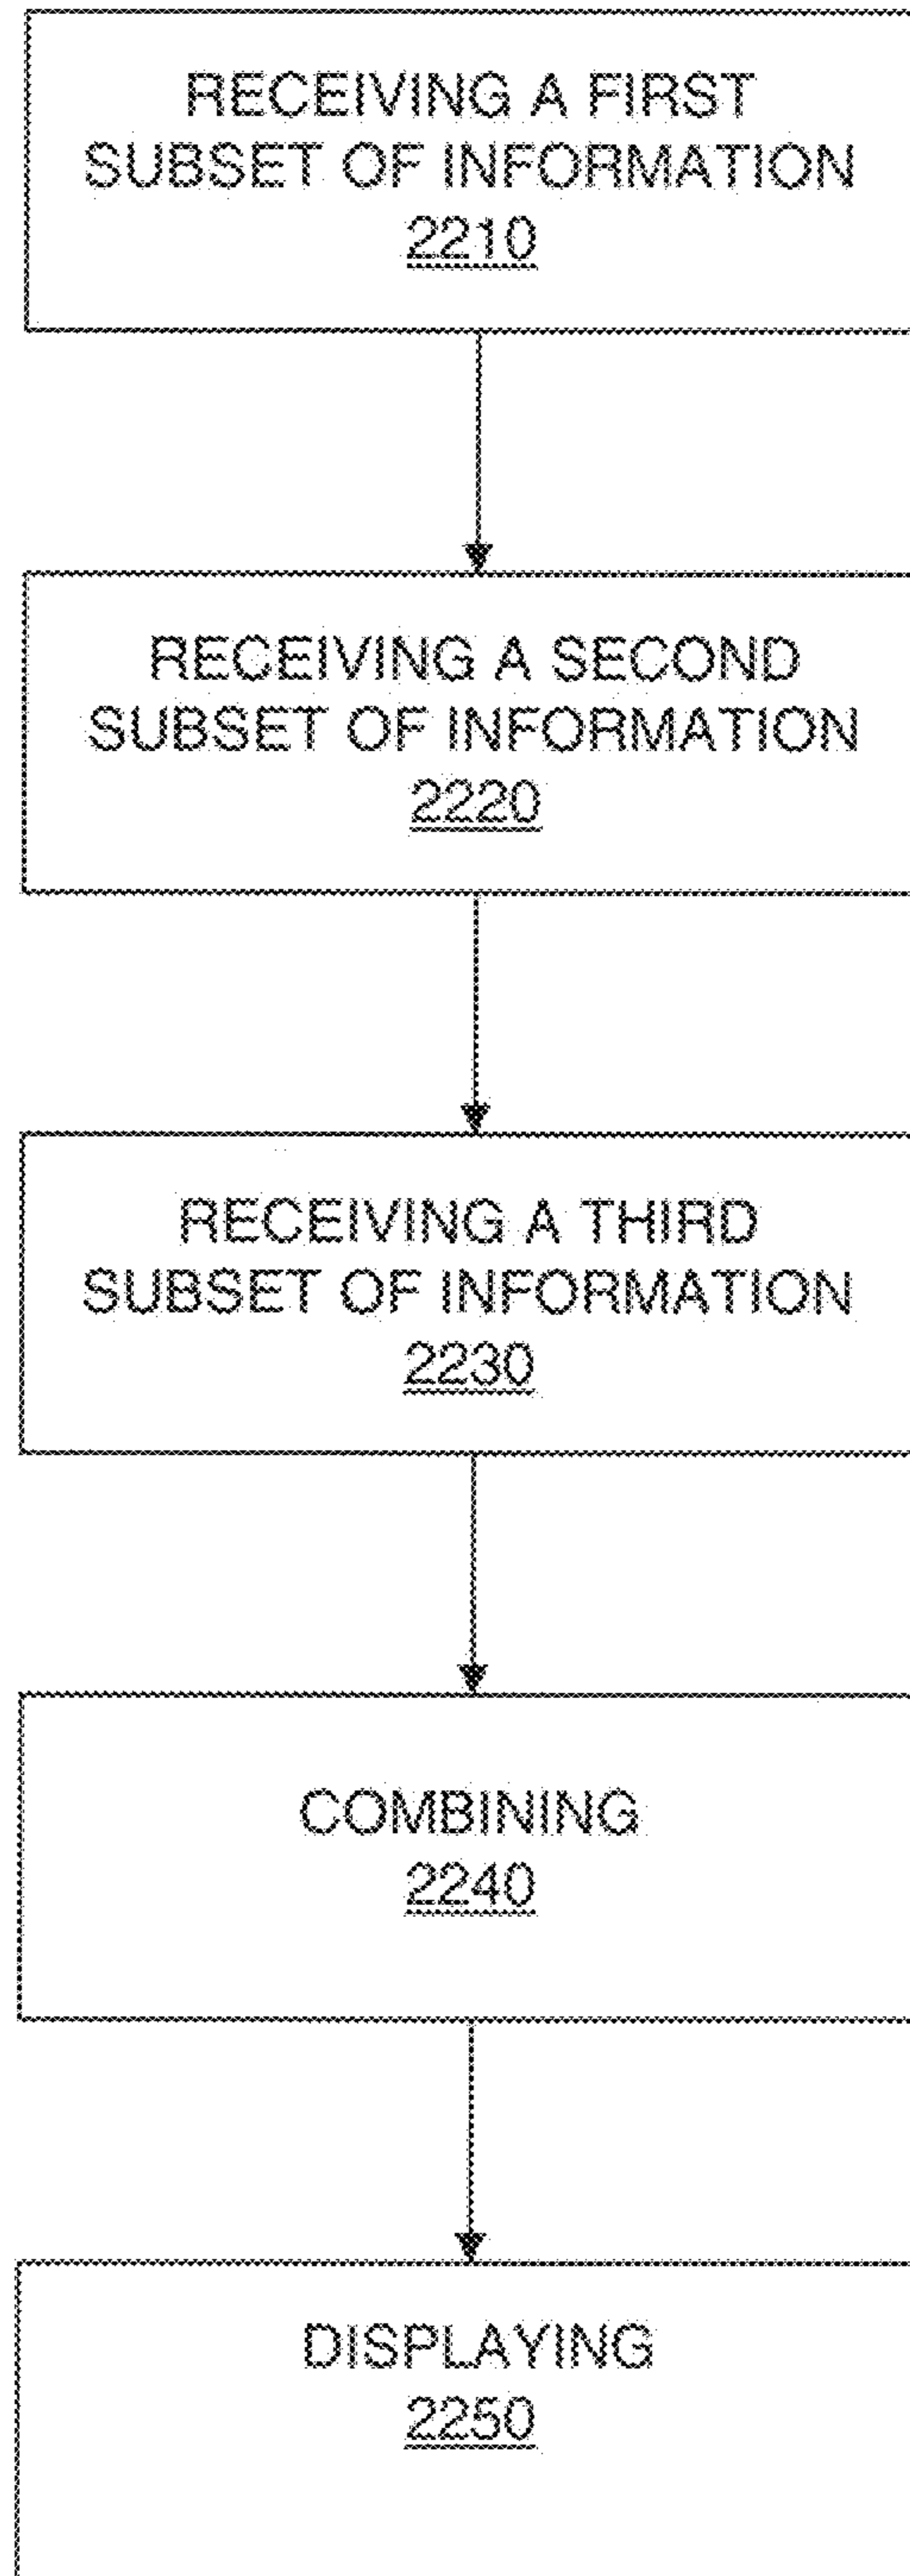 RECEIVING A FIRST
SUBSET OF INFORMATION
2210
RECEIVING A SECOND
SUBSET OF INFORMATION
2220
RECEIVING A THIRD
SUBSET OF INFORMATION
2230
COMBINING
2240
DISPLAYING
2250